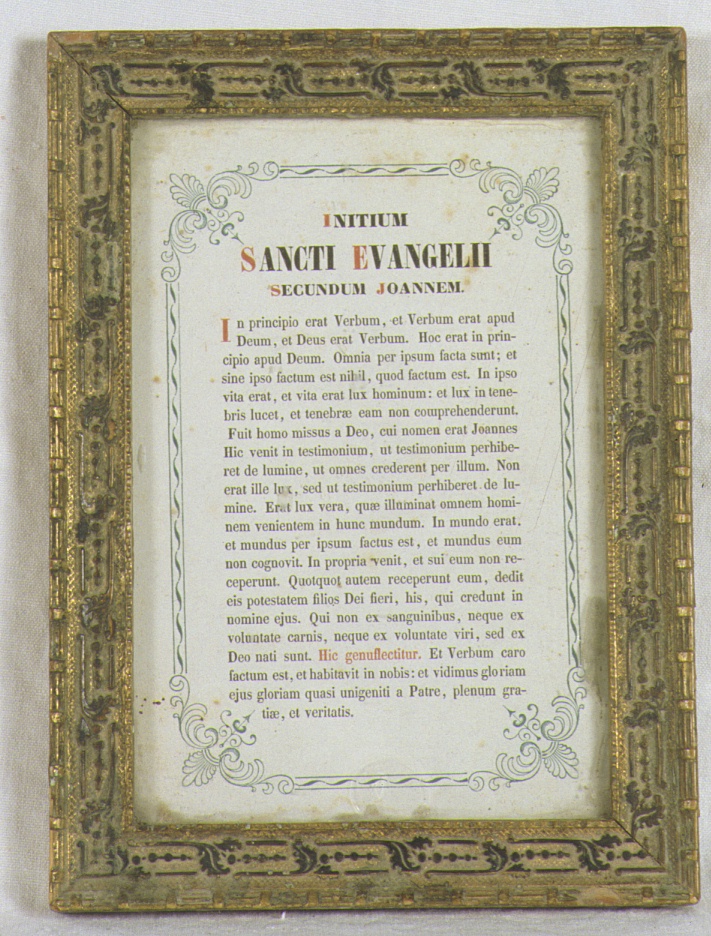 INITIUM
SANCTI EVANGELII
SECUNDUM JOANNEM.
In principio erat Verbum, et Verbum erat apud
Deum, et Deus erat Verbum. Hoc erat in prin-
cipio apud Deum. Omnia per ipsum facta sunt; et
sine ipso factum est nihil, quod factum est. In ipso
vita erat, et vita erat lux hominum: et lux in tene-
bris lucet, et tenebræ eam non comprehenderunt.
Fuit homo missus a Deo, cui nomen erat Joannes
Hic venit in testimonium, ut testimonium perhibe-
ret de lumine, ut omnes crederent per illum. Non
erat ille lux, sed ut testimonium perhiberet de lu-
mine. Erat lux vera, quæ illuminat omnem homi-
nem venientem in hunc mundum. In mundo erat,
et mundus per ipsum factus est, et mundus eum
non cognovit. In propria venit, et sui eum non re-
ceperunt. Quotquot autem receperunt eum, dedit
eis potestatem filios Dei fieri, his, qui credunt in
nomine ejus. Qui non ex sanguinibus, neque ex
voluntate carnis, neque ex voluntate viri, sed ex
Deo nati sunt. Hic genuflectitur. Et Verbum caro
factum est, et habitavit in nobis: et vidimus gloriam
ejus gloriam quasi unigeniti a Patre, plenum gra-
tiæ, et veritatis.